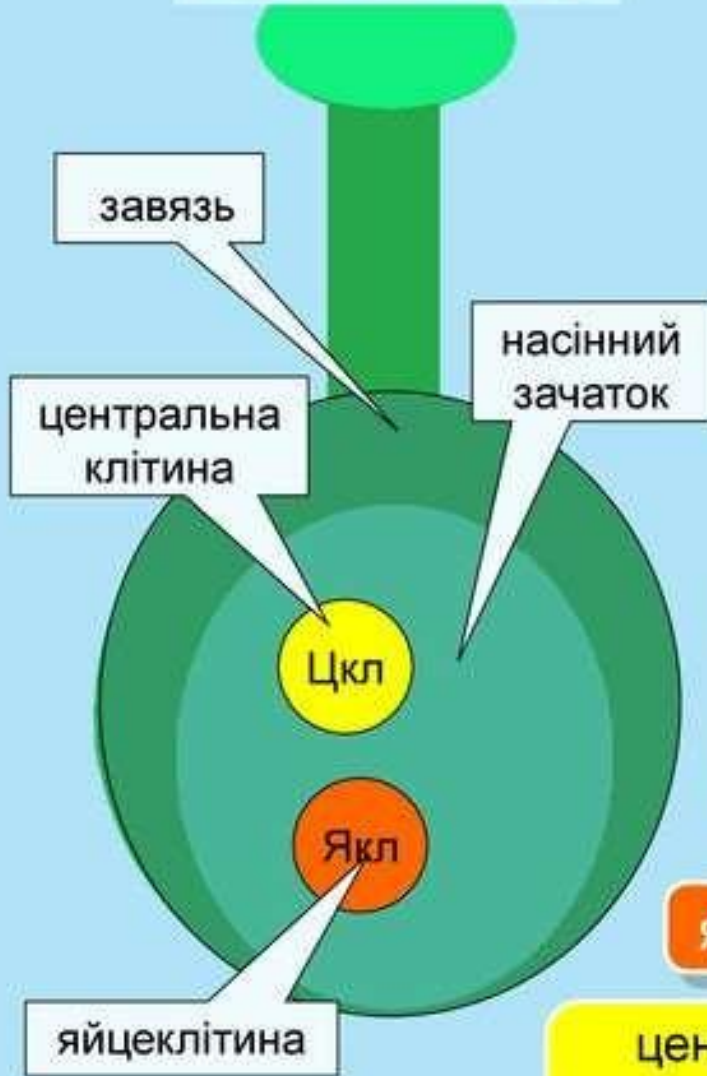 завязь
насінний
зачаток
центральна
клітина
Цкл
Якл
яйцеклітина